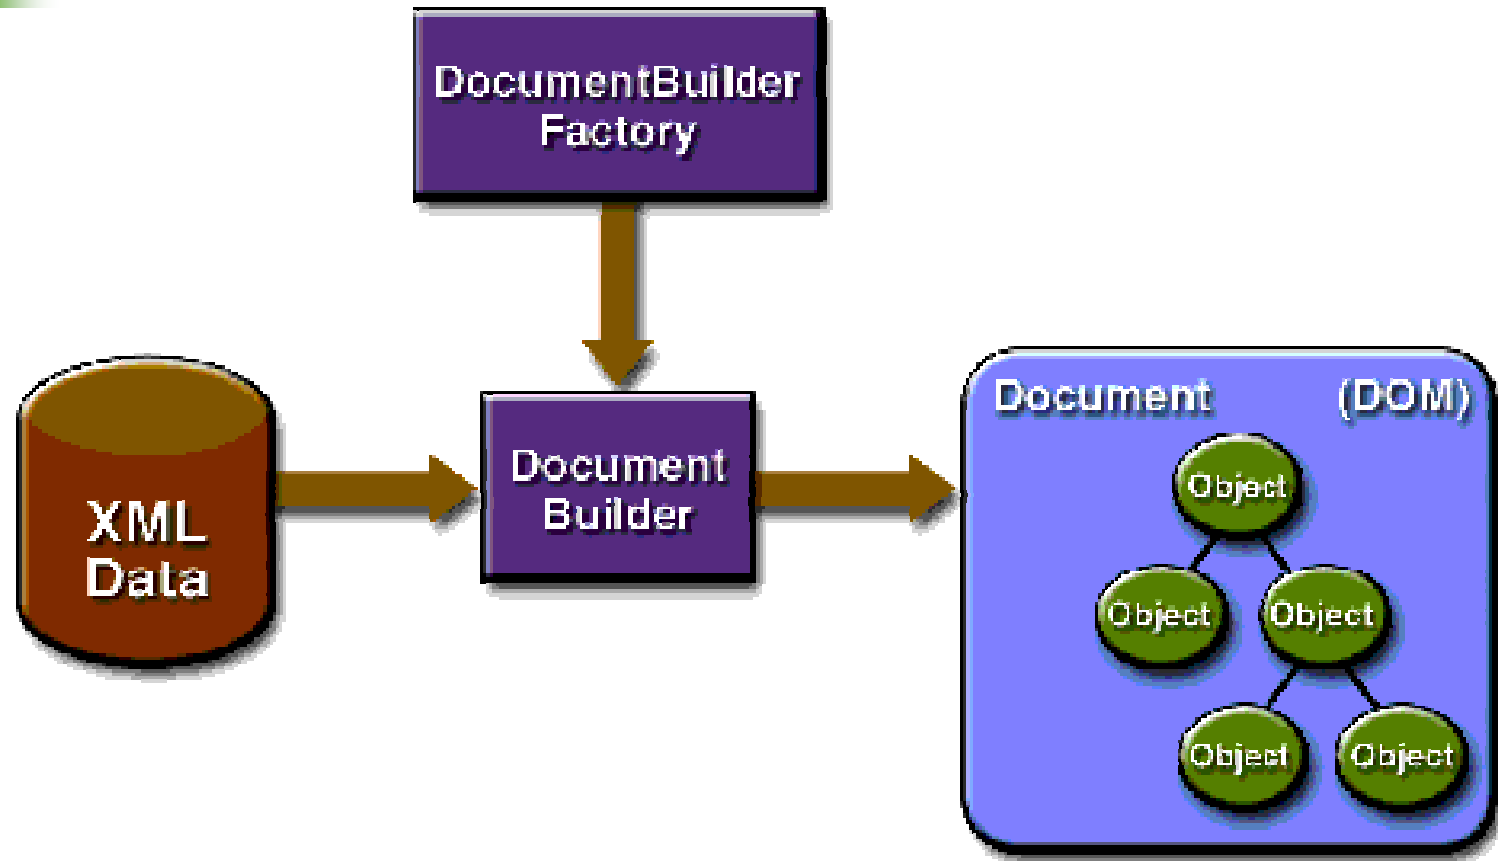 DocumentBuilder
Factory
XML
Data
Document
Builder
Document (DOM)
Object
Object Object
Object Object